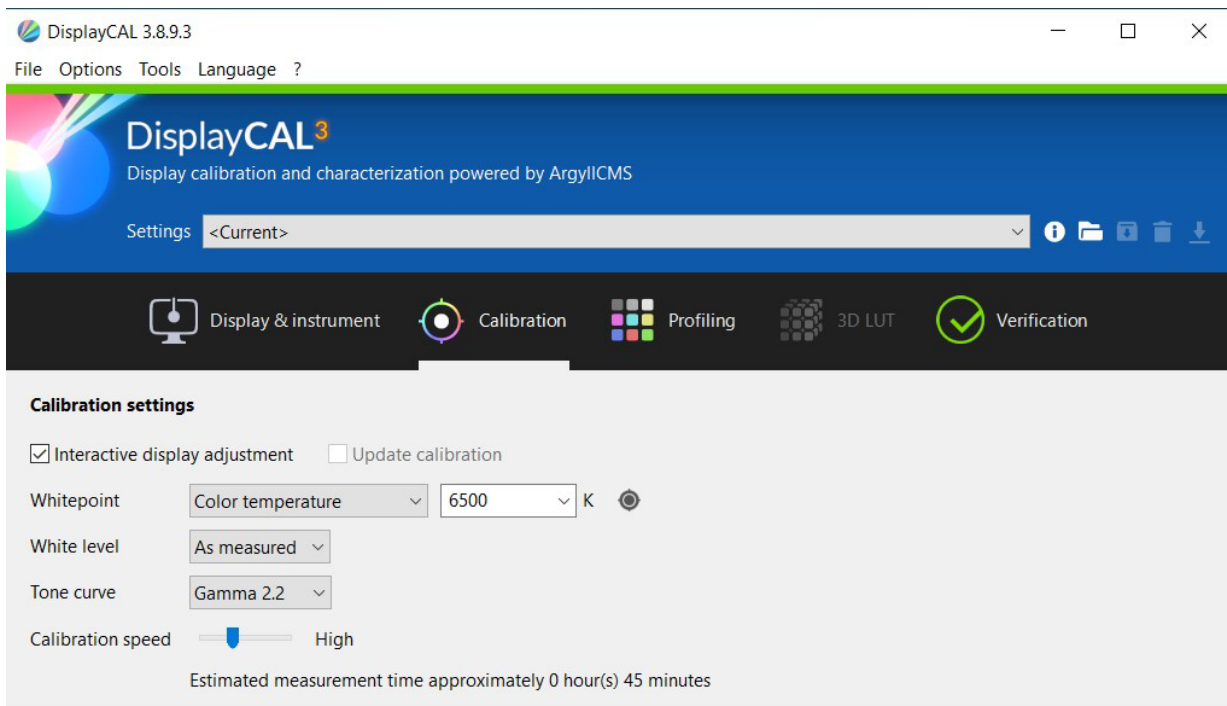 DisplayCAL 3.8.9.3
File Options Tools Language ?
DisplayCAL3
Display calibration and characterization powered by ArgyllCMS
Settings <Current>
Display & instrument Calibration Profiling 3D LUT Verification
Calibration settings
Interactive display adjustment Update calibration
Whitepoint Color temperature 6500 K
White level As measured
Tone curve Gamma 2.2
Calibration speed High
Estimated measurement time approximately 0 hour(s) 45 minutes